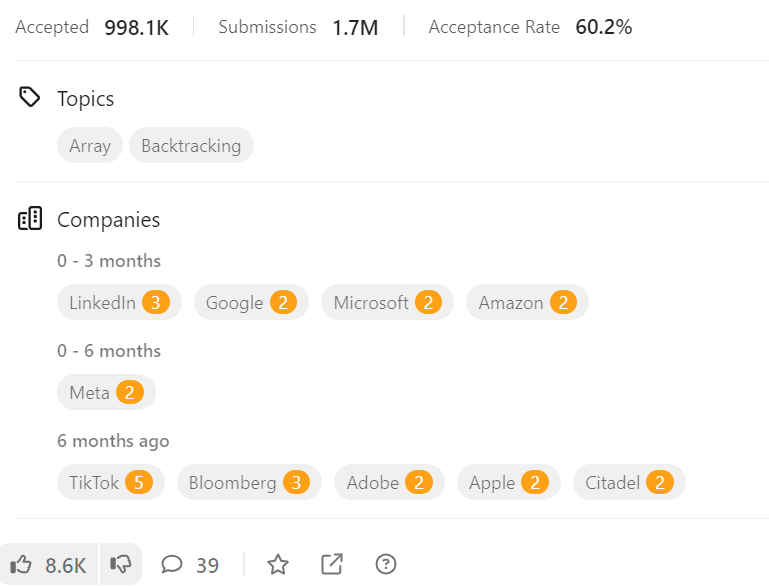 Accepted 998.1K Submissions 1.7M Acceptance Rate 60.2%
Topics
Array Backtracking
Companies
0 - 3 months
LinkedIn 3 Google 2 Microsoft 2 Amazon 2
0 - 6 months
Meta 2
6 months ago
TikTok 5 Bloomberg 3 Adobe 2 Apple 2 Citadel 2
8.6K 39 ?